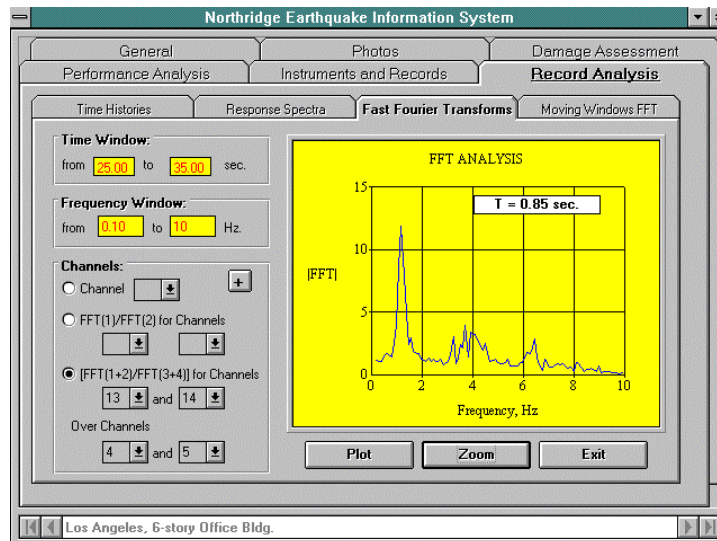 Northridge Earthquake Information System
General Photos Damage Assessment
Performance Analysis Instruments and Records Record Analysis
Time Histories Response Spectra Fast Fourier Transforms Moving Windows FFT
Time Window:
from 25.00 to 35.00 sec.
Frequency Window:
from 0.10 to 10 Hz.
Channels:
+
Channel
FFT(1)/FFT(2) for Channels
[FFT(1+2)/FFT(3+4)] for Channels
13 and 14
Over Channels
4 and 5
FFT ANALYSIS
T = 0.85 sec.
15
10
|FFT|
5
0
0 2 4 6 8 10
Frequency, Hz
Plot Zoom Exit
Los Angeles, 6-story Office Bldg.